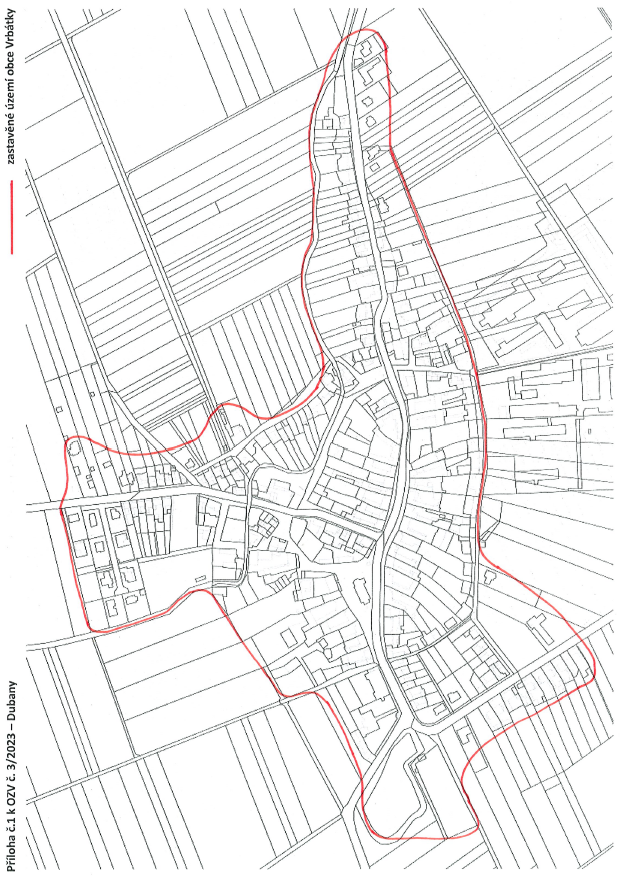 Příloha č.1 k OZV č. 3/2023 – Dubany
zastavěné území obce Vrbátky